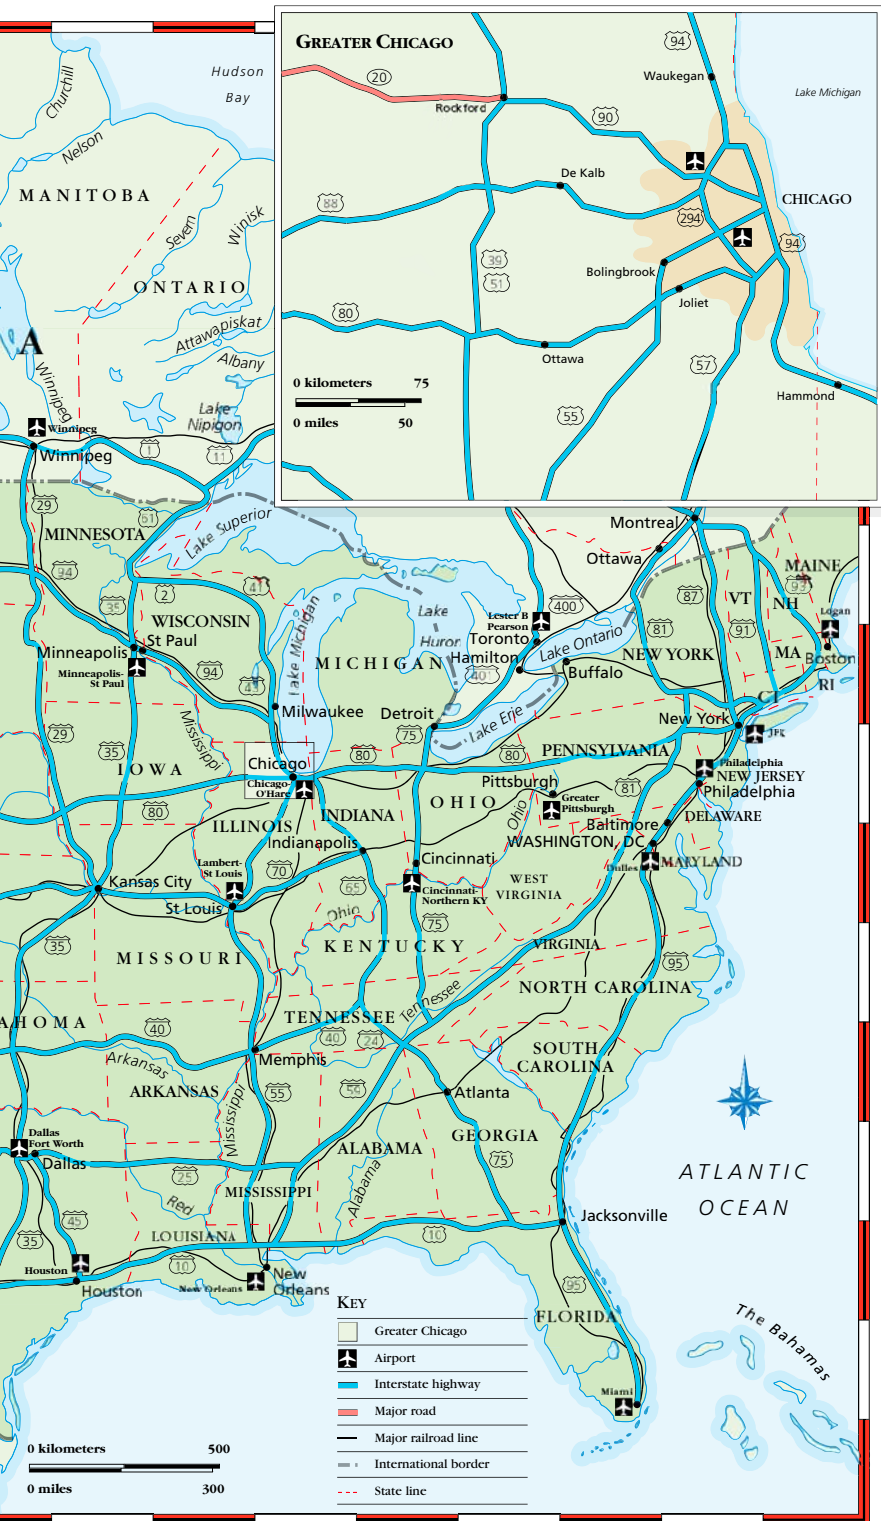 GREATER CHICAGO
94
Waukegan
Lake Michigan
20
Rockford
90
De Kalb
CHICAGO
88
294
94
39
51
Bolingbrook
Joliet
80
Ottawa
57
0 kilometers 75
0 miles 50
55
Hammond
Hudson
Bay
Churchill
Nelson
MANITOBA
Severn
Winisk
ONTARIO
Attawapiskat
Albany
A
Winnipeg
Lake
Nipigon
Winnipeg
Winnipeg
1
11
29
MINNESOTA
61
Lake Superior
Montreal
Ottawa
94
35
2
41
WISCONSIN
Lake Michigan
Lake
Huron
MICHIGAN
400
Lester B
Pearson
Toronto
Hamilton
401
Lake Ontario
Buffalo
87
81
NEW YORK
VT
91
NH
MAINE
93
Logan
Boston
MA
RI
CT
Minneapolis
St Paul
Minneapolis-
St Paul
94
43
Milwaukee
Detroit
75
Lake Erie
New York
JFK
29
35
Mississippi
IOWA
Chicago
Chicago-
O'Hare
80
80
PENNSYLVANIA
Philadelphia
NEW JERSEY
Philadelphia
Pittsburgh
81
Greater
Pittsburgh
80
ILLINOIS
INDIANA
OHIO
Ohio
Baltimore
DELAWARE
WASHINGTON, DC
Dulles
MARYLAND
Indianapolis
Cincinnati
Lambert-
St Louis
70
Kansas City
St Louis
65
Cincinnati-
Northern KY
WEST
VIRGINIA
Ohio
75
35
MISSOURI
KENTUCKY
VIRGINIA
95
NORTH CAROLINA
AHOMA
40
TENNESSEE
Tennessee
40
24
Arkansas
Memphis
SOUTH
CAROLINA
ARKANSAS
Mississippi
55
59
Atlanta
Dallas
Fort Worth
Dallas
ALABAMA
GEORGIA
75
25
Red
MISSISSIPPI
Alabama
ATLANTIC
OCEAN
45
35
LOUISIANA
10
10
Jacksonville
Houston
Houston
New Orleans
New
Orleans
95
FLORIDA
The Bahamas
Miami
KEY
Greater Chicago
Airport
Interstate highway
Major road
Major railroad line
International border
State line
0 kilometers 500
0 miles 300